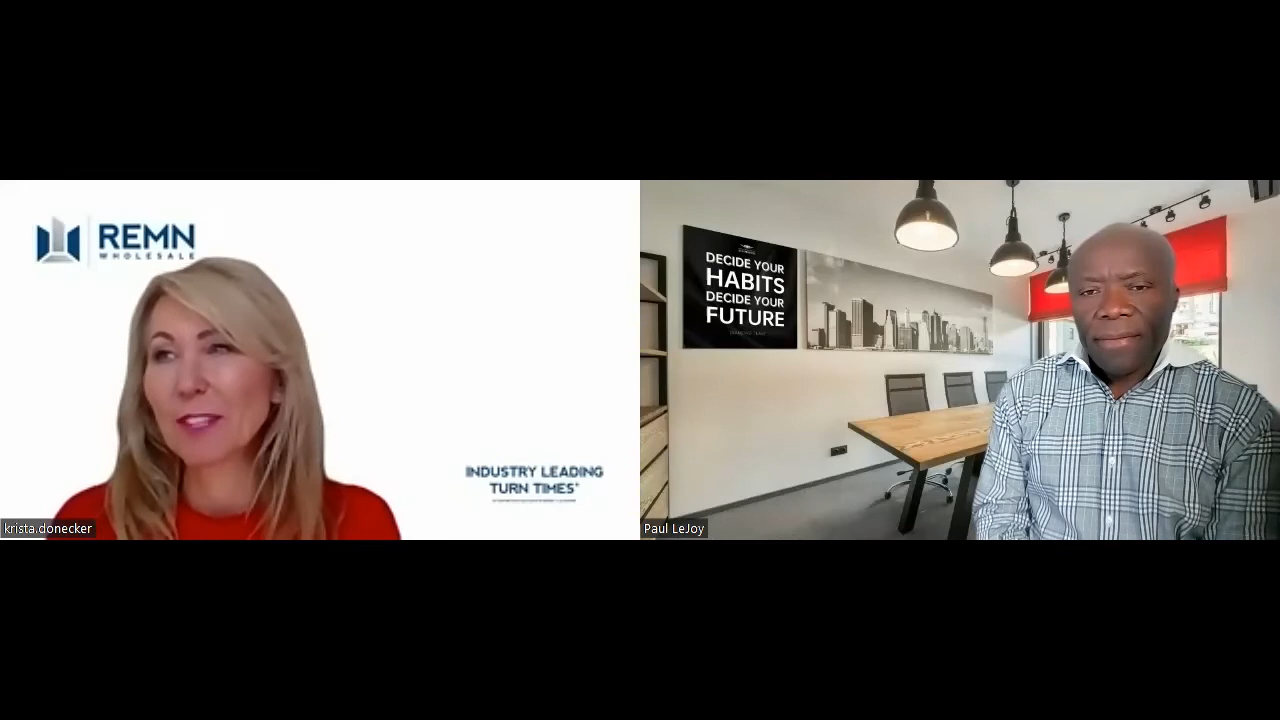 REMN
WHOLESALE
INDUSTRY LEADING
TURN TIMES*
krista.donecker
DECIDE YOUR
HABITS
DECIDE YOUR
FUTURE
Paul LeJoy